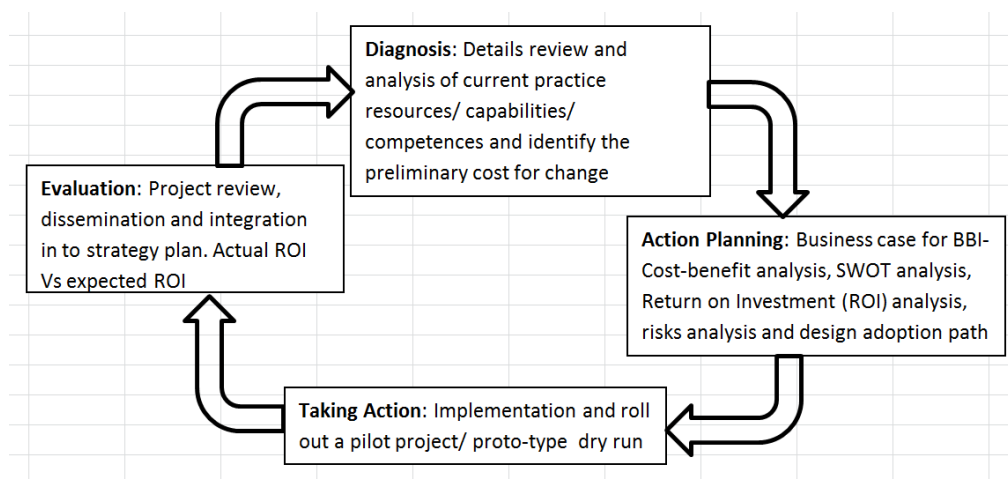 Diagnosis: Details review and
analysis of current practice
resources/ capabilities/
competences and identify the
preliminary cost for change
Action Planning: Business case for BBI-
Cost-benefit analysis, SWOT analysis,
Return on Investment (ROI) analysis,
risks analysis and design adoption path
Taking Action: Implementation and roll
out a pilot project/ proto-type dry run
Evaluation: Project review,
dissemination and integration
in to strategy plan. Actual ROI
Vs expected ROI